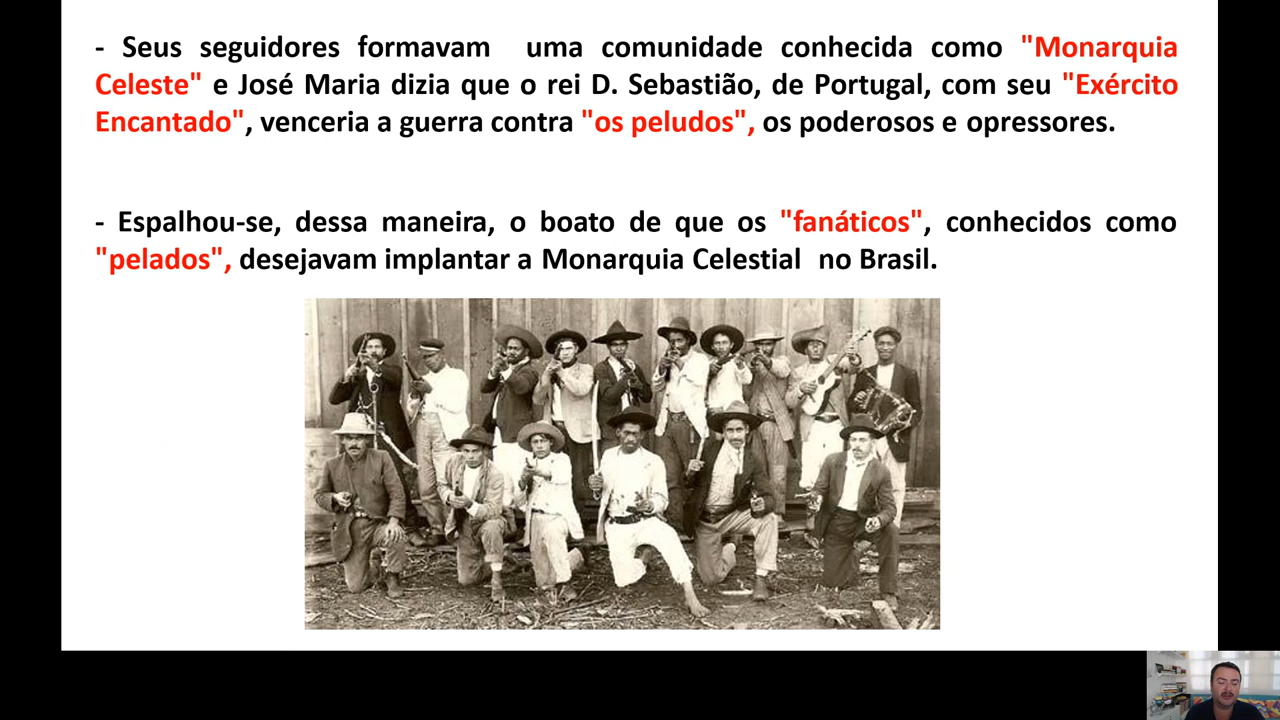 - Seus seguidores formavam uma comunidade conhecida como "Monarquia
Celeste" e José Maria dizia que o rei D. Sebastião, de Portugal, com seu "Exército
Encantado", venceria a guerra contra "os peludos", os poderosos e opressores.
- Espalhou-se, dessa maneira, o boato de que os "fanáticos", conhecidos como
"pelados", desejavam implantar a Monarquia Celestial no Brasil.